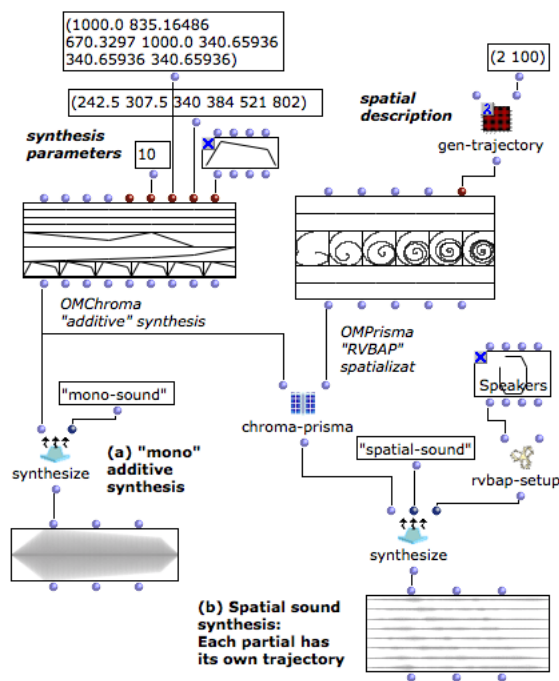 (1000.0 835.16486
670.3297 1000.0 340.65936
340.65936 340.65936)
(2 100)
(242.5 307.5 340 384 521 802)
spatial
description
synthesis
parameters
10
gen-trajectory
OMChroma
"additive" synthesis
OMPrisma
"RVBAP"
spatializat
Speakers
"mono-sound"
chroma-prisma
"spatial-sound"
rvbap-setup
(a) "mono"
additive
synthesis
synthesize
synthesize
(b) Spatial sound
synthesis:
Each partial has
its own trajectory